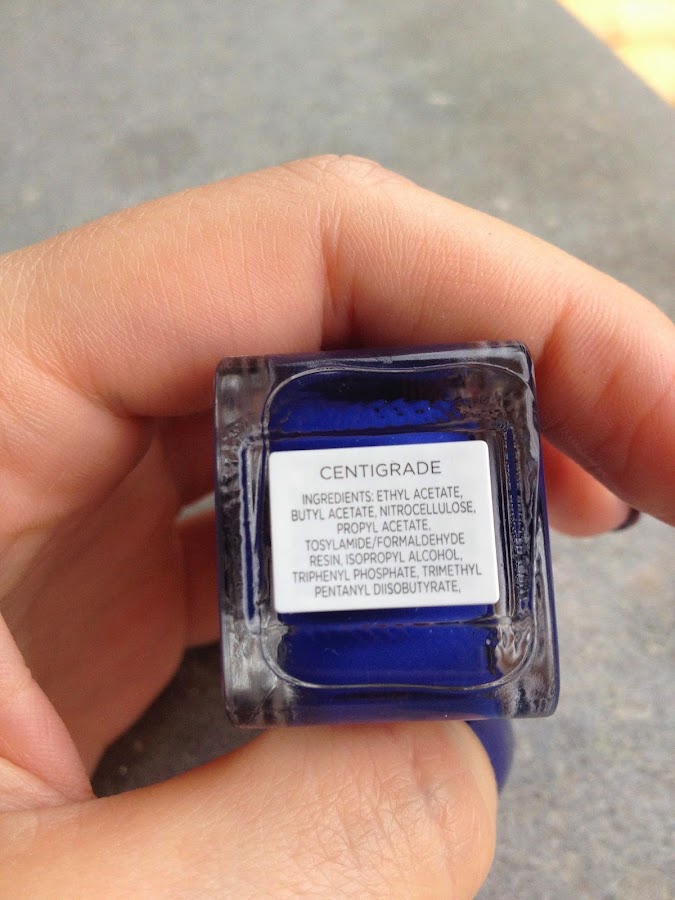 CENTIGRADE
INGREDIENTS: ETHYL ACETATE,
BUTYL ACETATE, NITROCELLULOSE,
PROPYL ACETATE,
TOSYLAMIDE/FORMALDEHYDE
RESIN, ISOPROPYL ALCOHOL,
TRIPHENYL PHOSPHATE, TRIMETHYL
PENTANYL DIISOBUTYRATE,